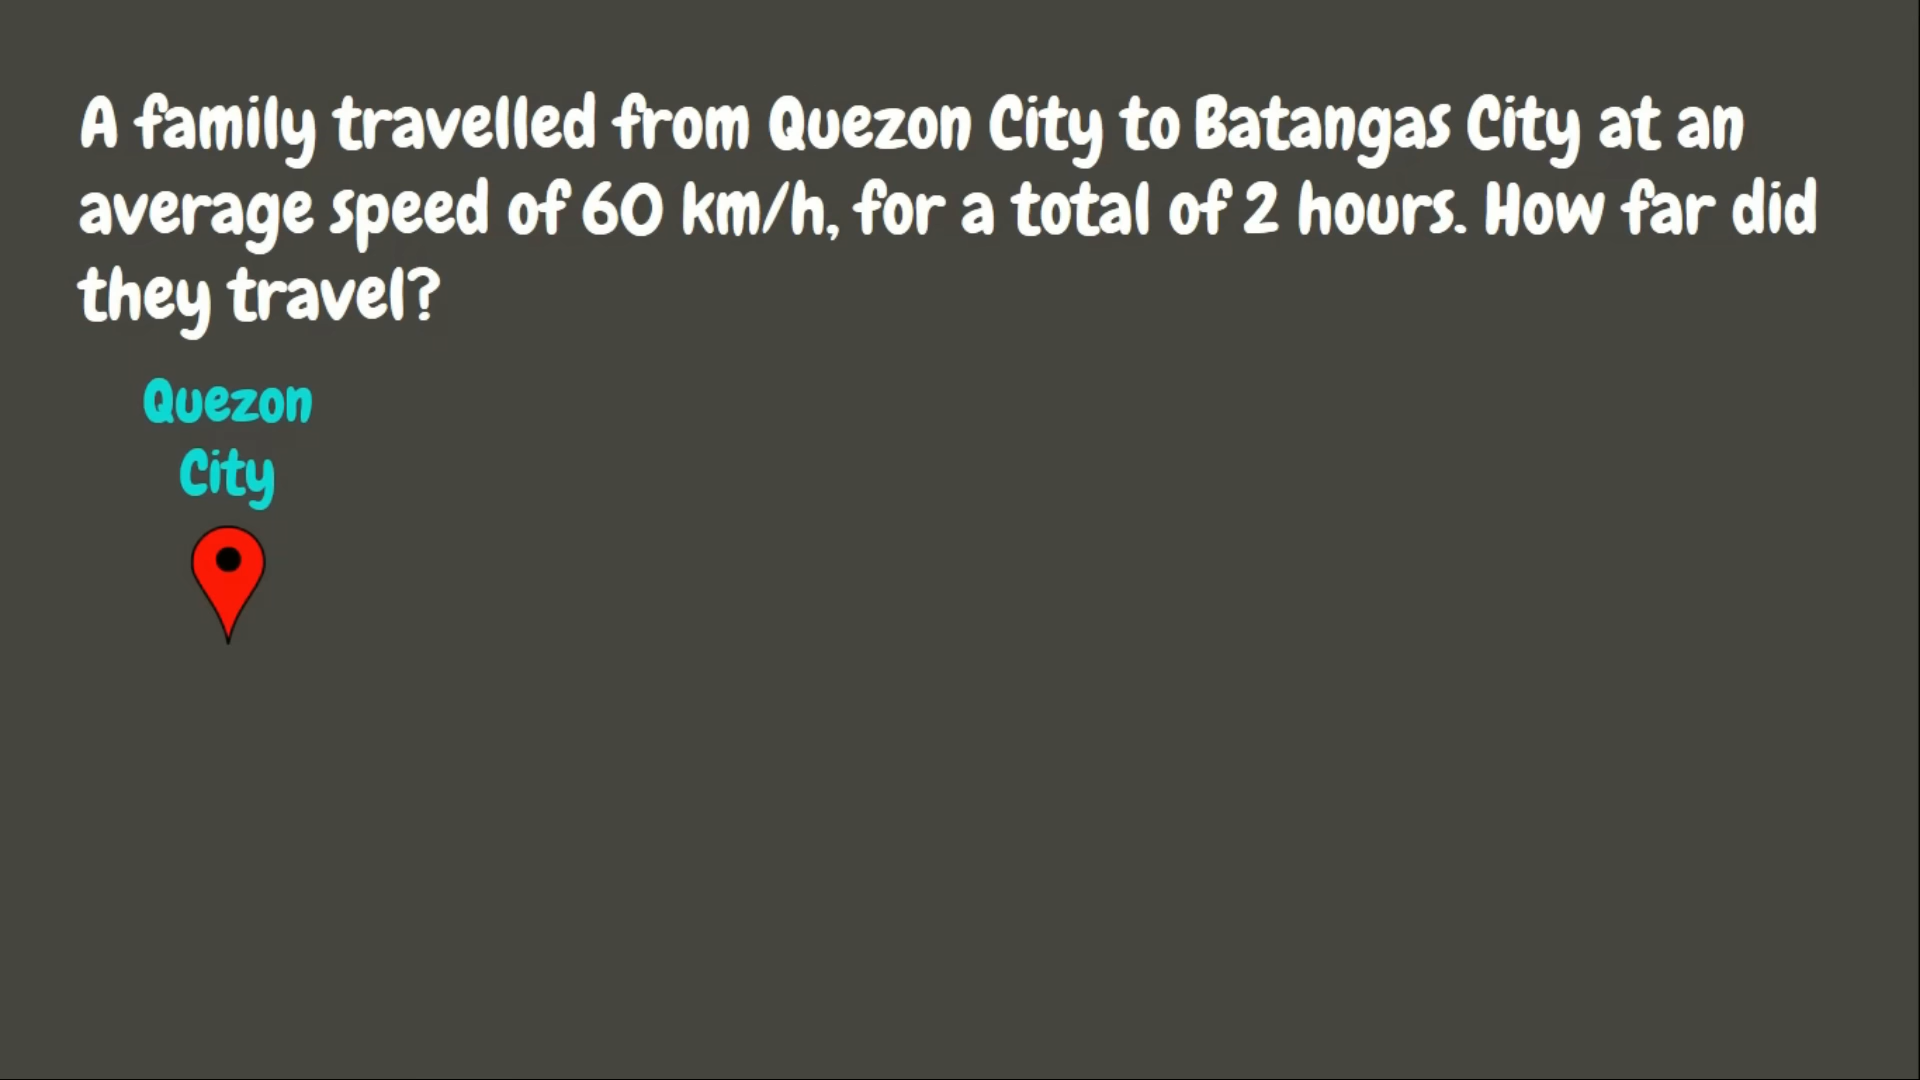 A family travelled from Quezon City to Batangas City at an
average speed of 60 km/h, for a total of 2 hours. How far did
they travel?
Quezon
City